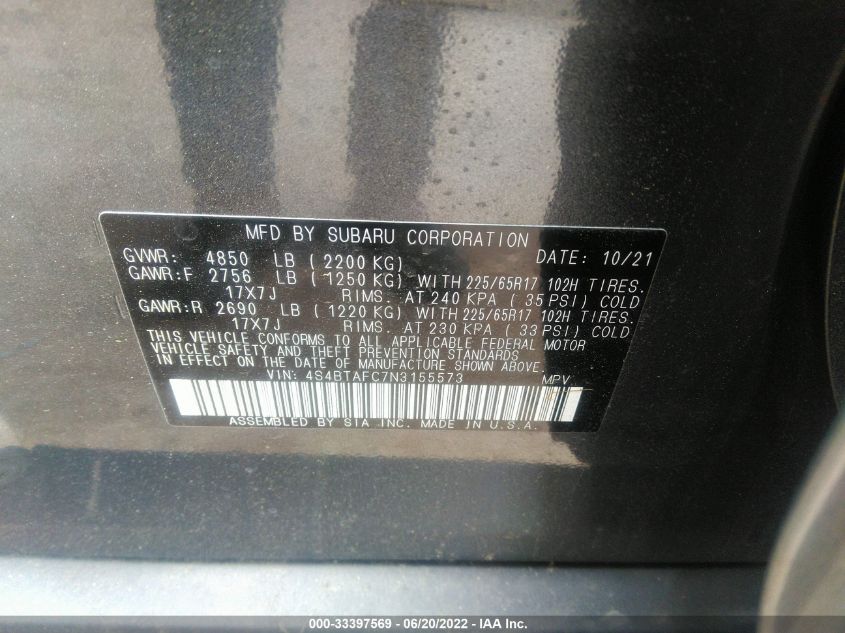 MFD BY SUBARU CORPORATION
GVWR: 4850 LB ( 2200 KG) DATE: 10/21
GAWR:F 2756 LB ( 1250 KG) WITH 225/65R17 102H TIRES.
17X7J RIMS. AT 240 KPA ( 35 PSI) COLD
GAWR:R 2690 LB ( 1220 KG) WITH 225/65R17 102H TIRES.
17X7J RIMS. AT 230 KPA ( 33 PSI) COLD
THIS VEHICLE CONFORMS TO ALL APPLICABLE FEDERAL MOTOR
VEHICLE SAFETY AND THEFT PREVENTION STANDARDS
IN EFFECT ON THE DATE OF MANUFACTURE SHOWN ABOVE.
VIN: 4S4BTAFC7N3155573 MPV
ASSEMBLED BY SIA INC. MADE IN U.S.A.
000-33397569 - 06/20/2022 - IAA Inc.